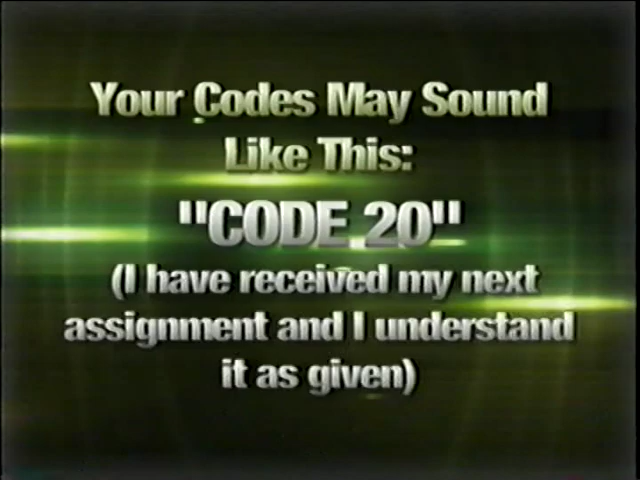 Your Codes May Sound
Like This:
"CODE 20"
(I have received my next
assignment and I understand
it as given)